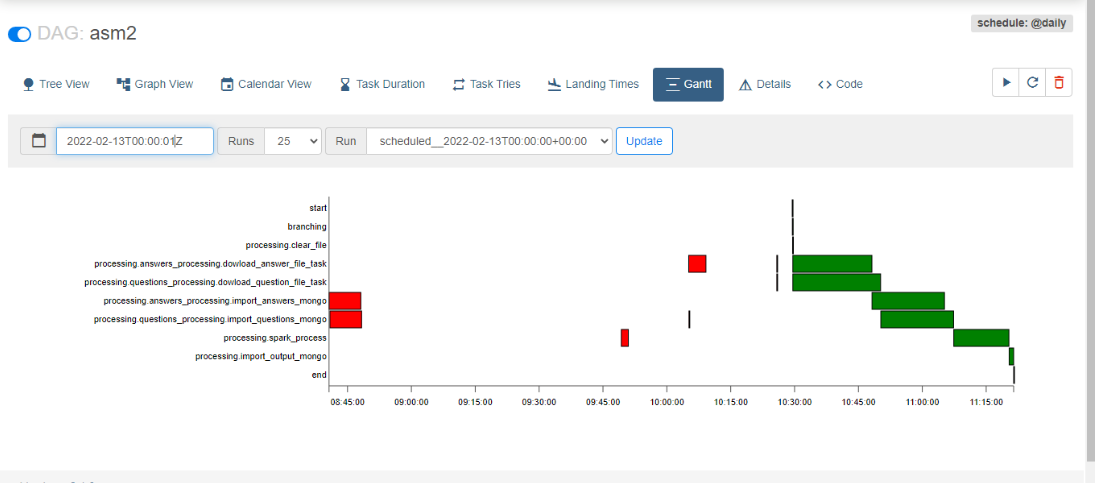 schedule: @daily
DAG: asm2
Tree View Graph View Calendar View Task Duration Task Tries Landing Times Gantt Details <> Code
2022-02-13T00:00:01Z Runs 25 Run scheduled__2022-02-13T00:00:00+00:00 Update
start
branching
processing.clear_file
processing.answers_processing.dowload_answer_file_task
processing.questions_processing.dowload_question_file_task
processing.answers_processing.import_answers_mongo
processing.questions_processing.import_questions_mongo
processing.spark_process
processing.import_output_mongo
end
08:45:00 09:00:00 09:15:00 09:30:00 09:45:00 10:00:00 10:15:00 10:30:00 10:45:00 11:00:00 11:15:00